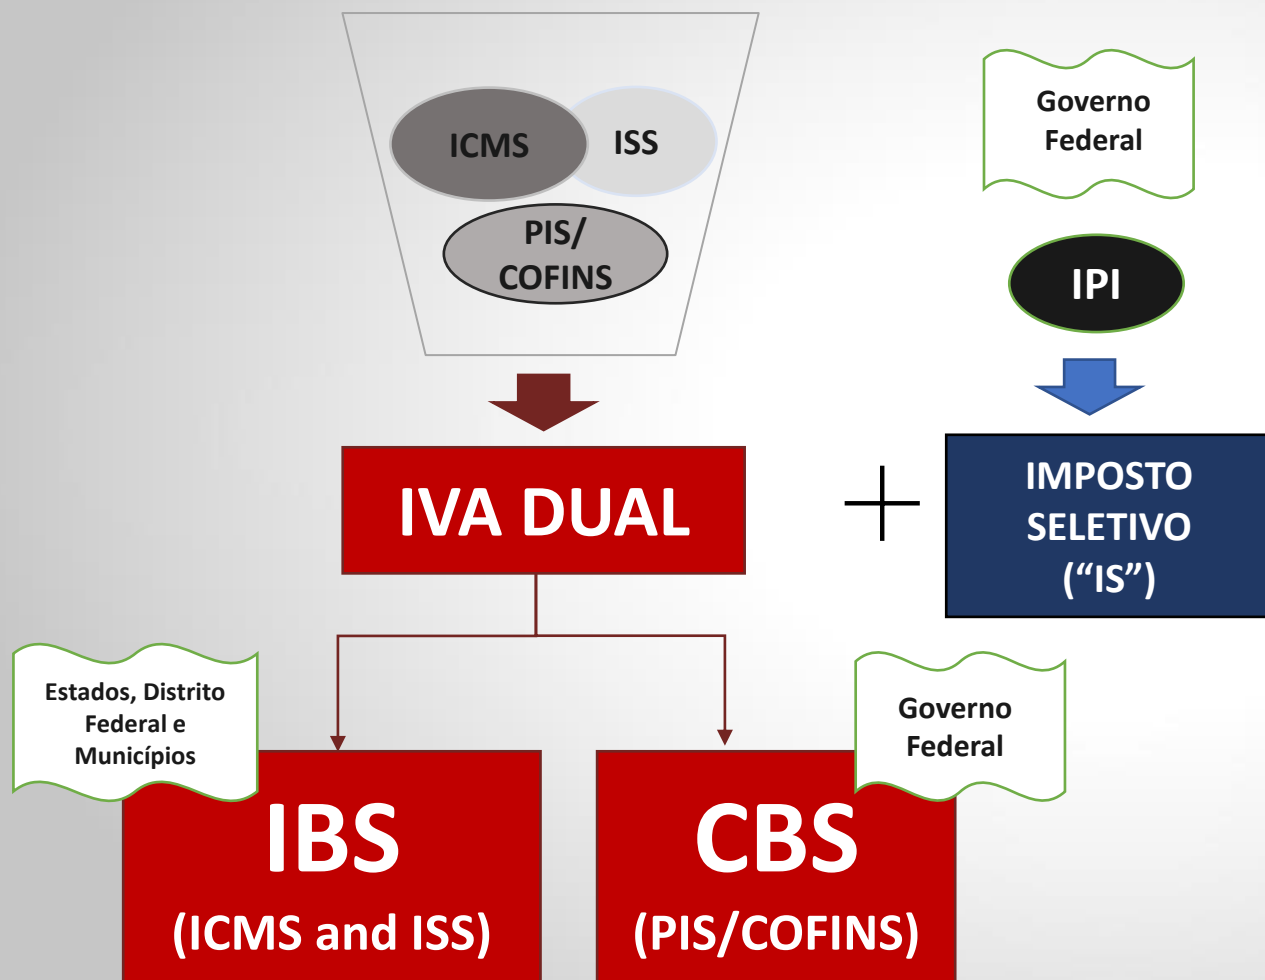 ICMS
ISS
PIS/
COFINS
Governo
Federal
IPI
IVA DUAL
IMPOSTO
SELETIVO
(“IS”)
Estados, Distrito
Federal e
Municípios
IBS
(ICMS and ISS)
Governo
Federal
CBS
(PIS/COFINS)